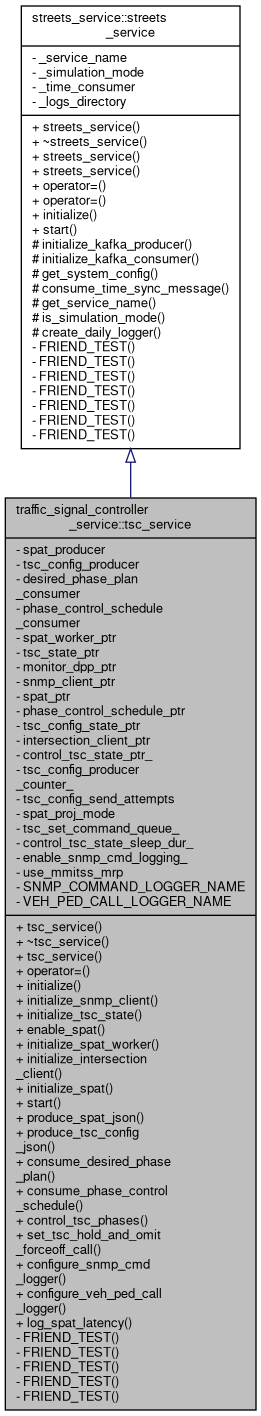 streets_service::streets
_service
- _service_name
- _simulation_mode
- _time_consumer
- _logs_directory
+ streets_service()
+ ~streets_service()
+ streets_service()
+ streets_service()
+ operator=()
+ operator=()
+ initialize()
+ start()
# initialize_kafka_producer()
# initialize_kafka_consumer()
# get_system_config()
# consume_time_sync_message()
# get_service_name()
# is_simulation_mode()
# create_daily_logger()
- FRIEND_TEST()
- FRIEND_TEST()
- FRIEND_TEST()
- FRIEND_TEST()
- FRIEND_TEST()
- FRIEND_TEST()
- FRIEND_TEST()
traffic_signal_controller
_service::tsc_service
- spat_producer
- tsc_config_producer
- desired_phase_plan
_consumer
- phase_control_schedule
_consumer
- spat_worker_ptr
- tsc_state_ptr
- monitor_dpp_ptr
- snmp_client_ptr
- spat_ptr
- phase_control_schedule_ptr
- tsc_config_state_ptr
- intersection_client_ptr
- control_tsc_state_ptr_
- tsc_config_producer
_counter_
- tsc_config_send_attempts
- spat_proj_mode
- tsc_set_command_queue_
- control_tsc_state_sleep_dur_
- enable_snmp_cmd_logging_
- use_mmitss_mrp
- SNMP_COMMAND_LOGGER_NAME
- VEH_PED_CALL_LOGGER_NAME
+ tsc_service()
+ ~tsc_service()
+ tsc_service()
+ operator=()
+ initialize()
+ initialize_snmp_client()
+ initialize_tsc_state()
+ enable_spat()
+ initialize_spat_worker()
+ initialize_intersection
_client()
+ initialize_spat()
+ start()
+ produce_spat_json()
+ produce_tsc_config
_json()
+ consume_desired_phase
_plan()
+ consume_phase_control
_schedule()
+ control_tsc_phases()
+ set_tsc_hold_and_omit
_forceoff_call()
+ configure_snmp_cmd
_logger()
+ configure_veh_ped_call
_logger()
+ log_spat_latency()
- FRIEND_TEST()
- FRIEND_TEST()
- FRIEND_TEST()
- FRIEND_TEST()
- FRIEND_TEST()